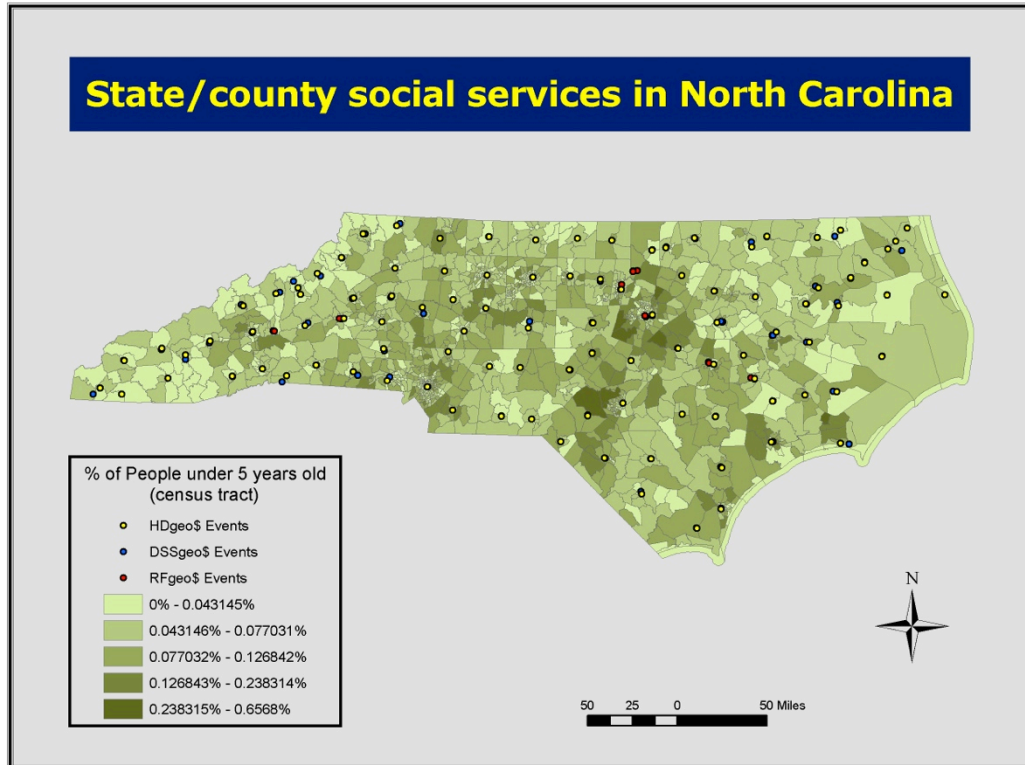 State/county social services in North Carolina
% of People under 5 years old
(census tract)
HDgeo$ Events
DSSgeo$ Events
RFgeo$ Events
0% - 0.043145%
0.043146% - 0.077031%
0.077032% - 0.126842%
0.126843% - 0.238314%
0.238315% - 0.6568%
N
50 25 0 50 Miles